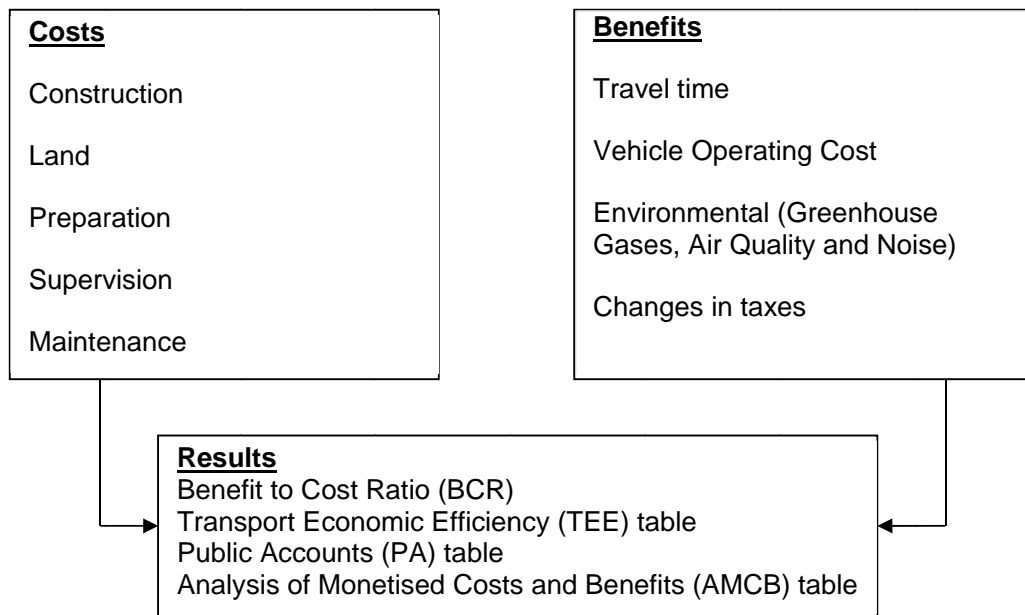 Costs
Construction
Land
Preparation
Supervision
Maintenance
Benefits
Travel time
Vehicle Operating Cost
Environmental (Greenhouse
Gases, Air Quality and Noise)
Changes in taxes
Results
Benefit to Cost Ratio (BCR)
Transport Economic Efficiency (TEE) table
Public Accounts (PA) table
Analysis of Monetised Costs and Benefits (AMCB) table